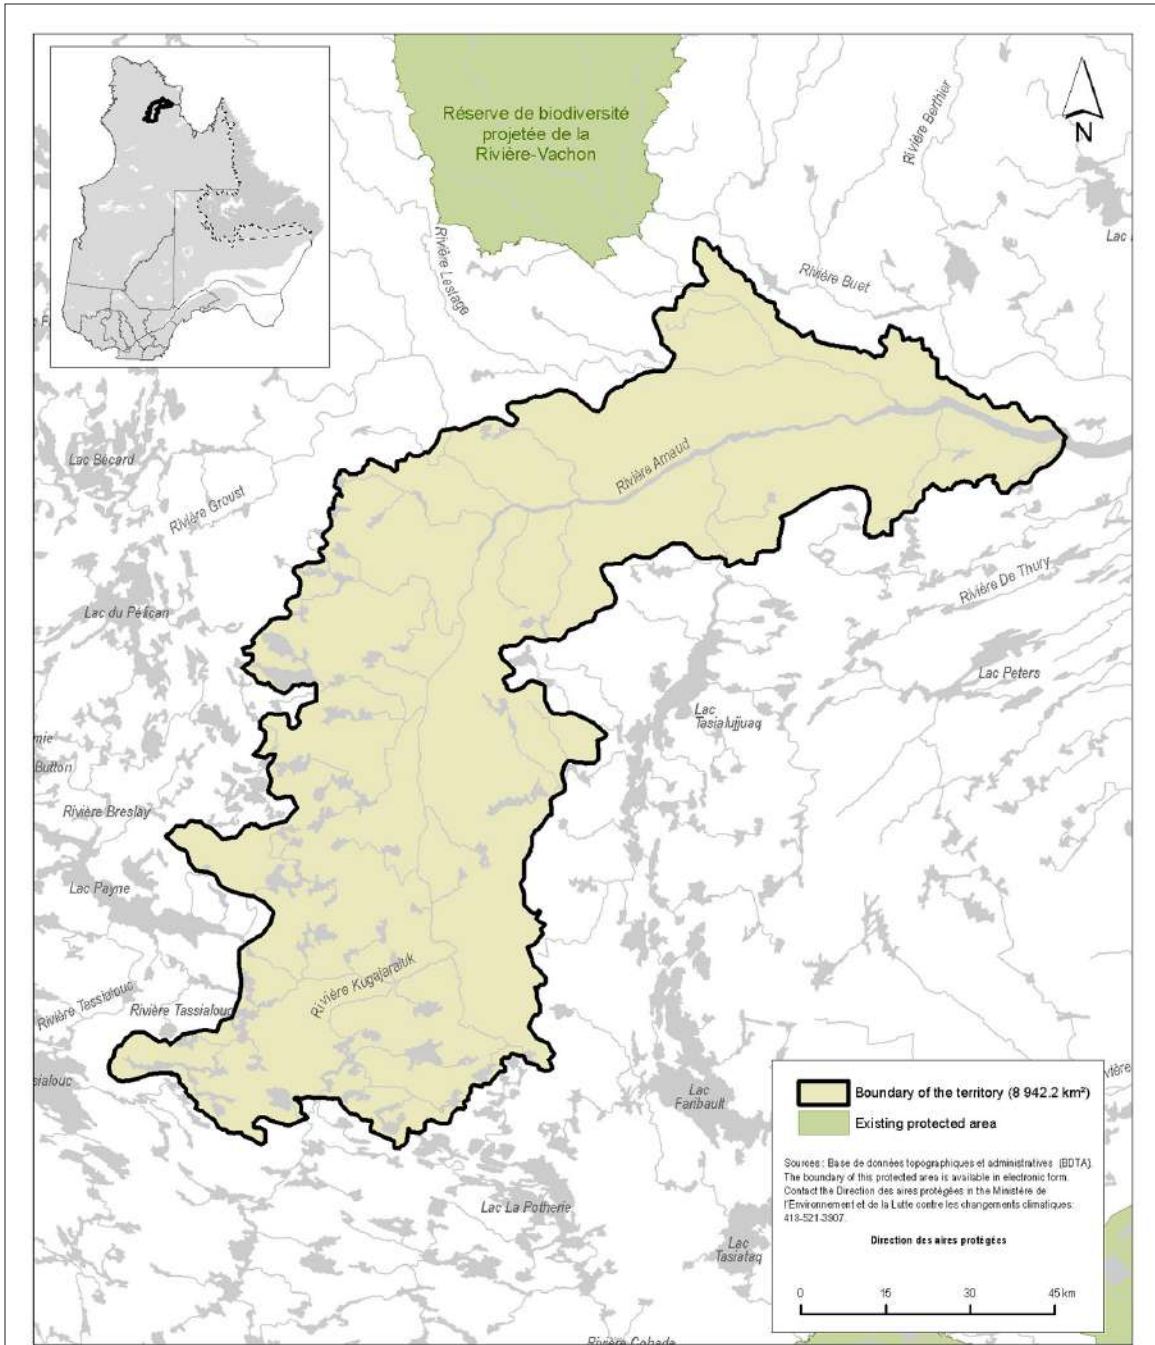 Réserve de biodiversité
projetée de la
Rivière-Vachon
N
Rivière Berthier
Lac
Rivière Lestage
Rivière Buet
Lac Bécard
Rivière Arnaud
Rivière Groust
Rivière De Thury
Lac du Pélican
Lac Peters
Lac
Tasialujjuaq
Button
Rivière Breslay
Lac Payne
Rivière Kugajaraluk
Rivière Tassialouc
Rivière Tassialouc
sialouc
Lac
Faribault
Lac La Potherie
Lac
Tasiataq
Boundary of the territory (8 942.2 km²)
Existing protected area
Sources : Base de données topographiques et administratives (BDTA).
The boundary of this protected area is available in electronic form.
Contact the Direction des aires protégées in the Ministère de
l'Environnement et de la Lutte contre les changements climatiques:
418-521-3907.
Direction des aires protégées
0 15 30 45 km